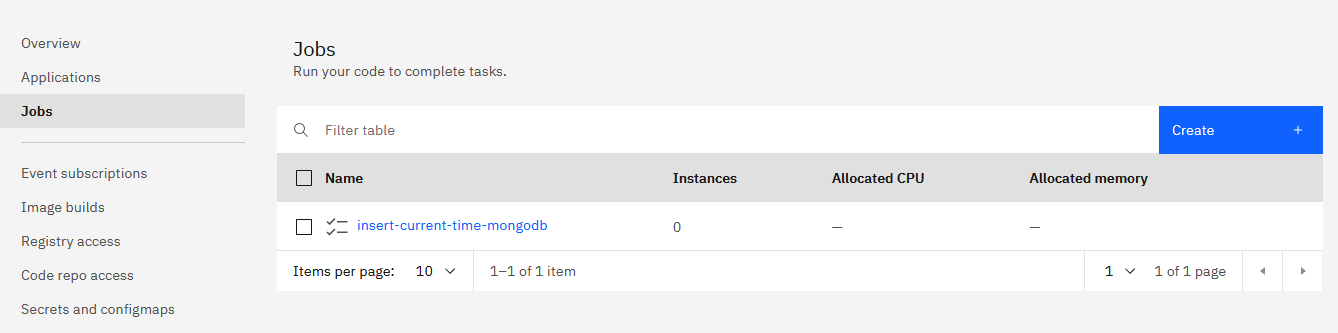 Overview
Applications
Jobs
Event subscriptions
Image builds
Registry access
Code repo access
Secrets and configmaps
Jobs
Run your code to complete tasks.
Filter table
Create +
Name Instances Allocated CPU Allocated memory
insert-current-time-mongodb 0 — —
Items per page: 10 1–1 of 1 item 1 1 of 1 page